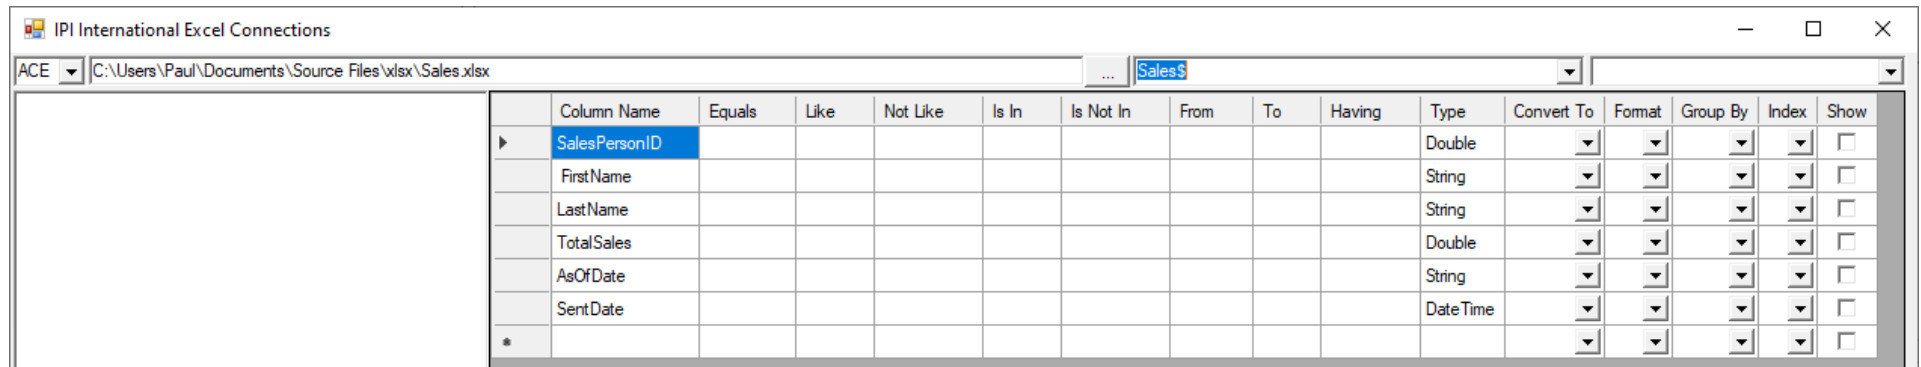 IPI International Excel Connections
ACE C:\Users\Paul\Documents\Source Files\xlsx\Sales.xlsx ... Sales$
Column Name Equals Like Not Like Is In Is Not In From To Having Type Convert To Format Group By Index Show
SalesPersonID Double
FirstName String
LastName String
TotalSales Double
AsOfDate String
SentDate DateTime
*